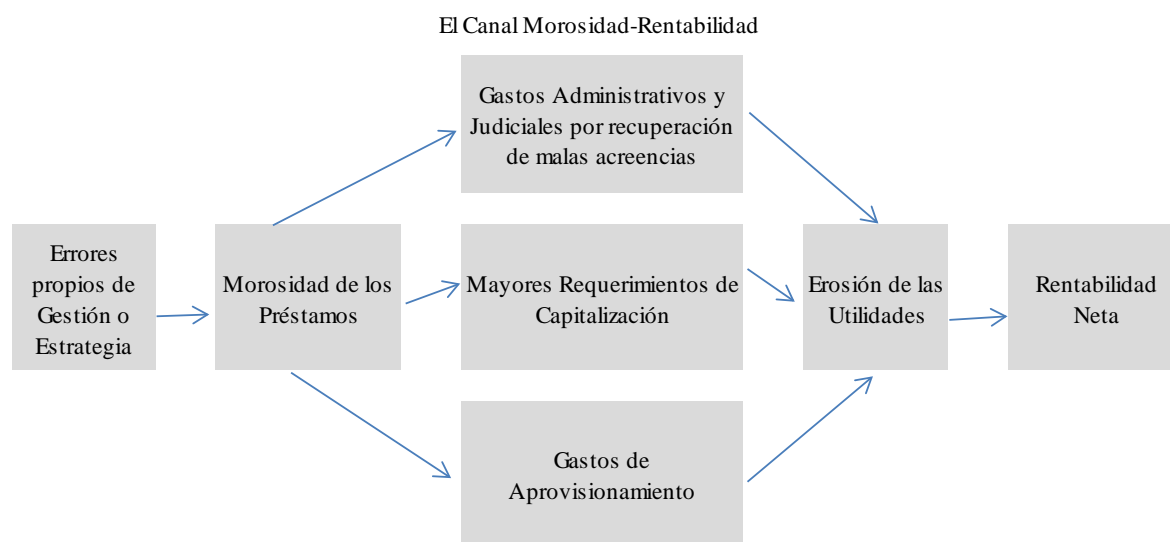 El Canal Morosidad-Rentabilidad
Gastos Administrativos y
Judiciales por recuperación
de malas acreencias
Errores
propios de
Gestión o
Estrategia
Morosidad de los
Préstamos
Mayores Requerimientos de
Capitalización
Erosión de las
Utilidades
Rentabilidad
Neta
Gastos de
Aprovisionamiento